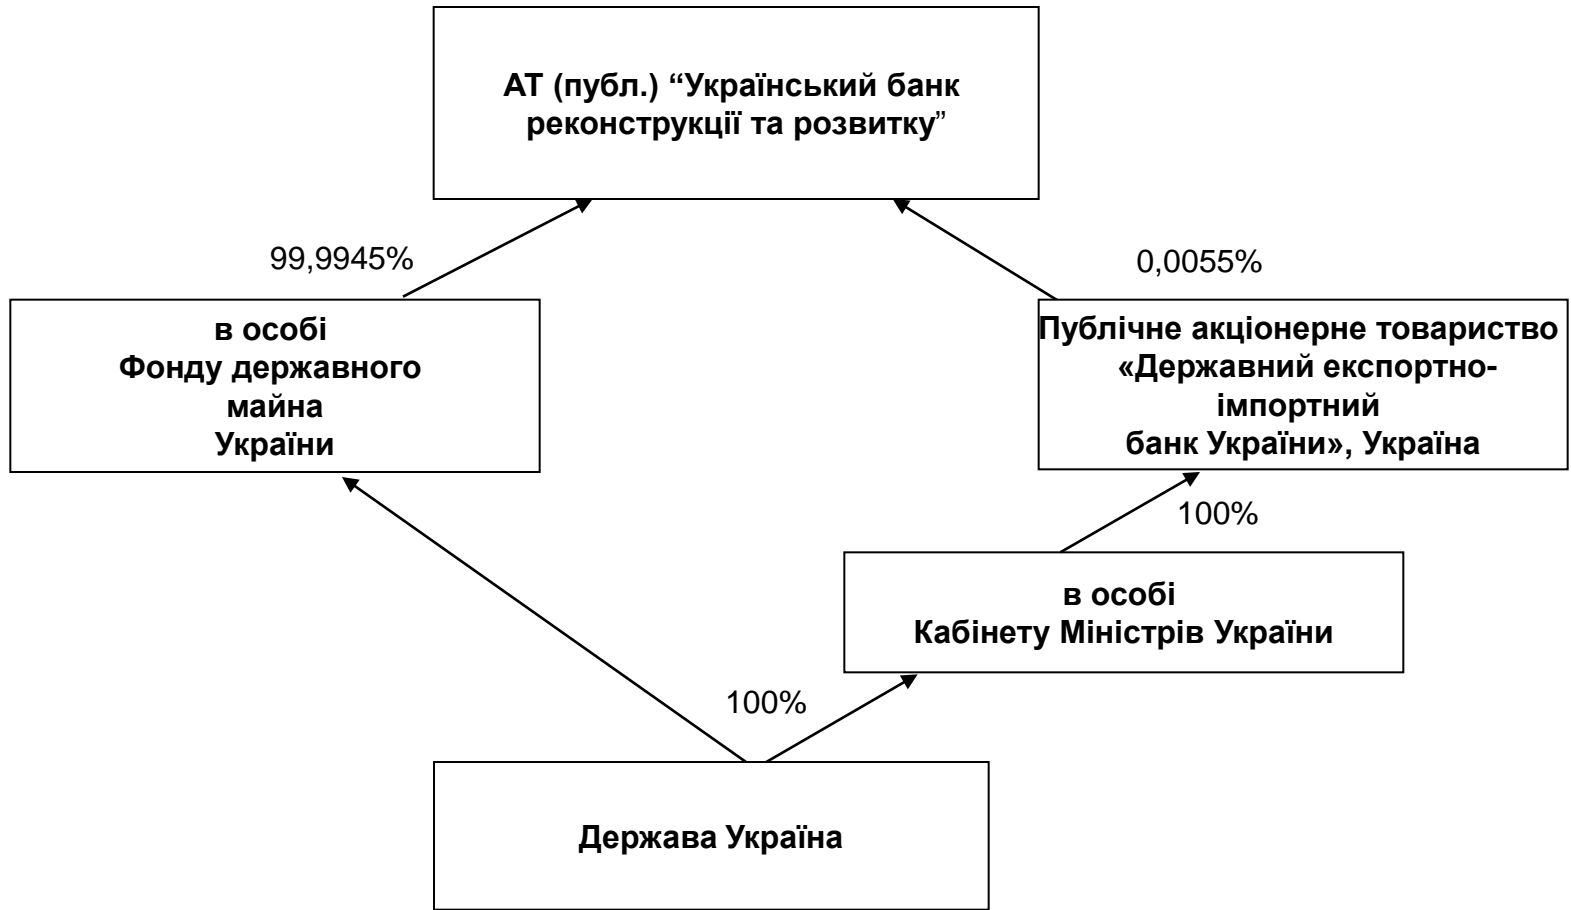 АТ (публ.) “Український банк
реконструкції та розвитку”
99,9945%
0,0055%
в особі
Фонду державного
майна
України
Публічне акціонерне товариство
«Державний експортно-
імпортний
банк України», Україна
100%
в особі
Кабінету Міністрів України
100%
Держава Україна